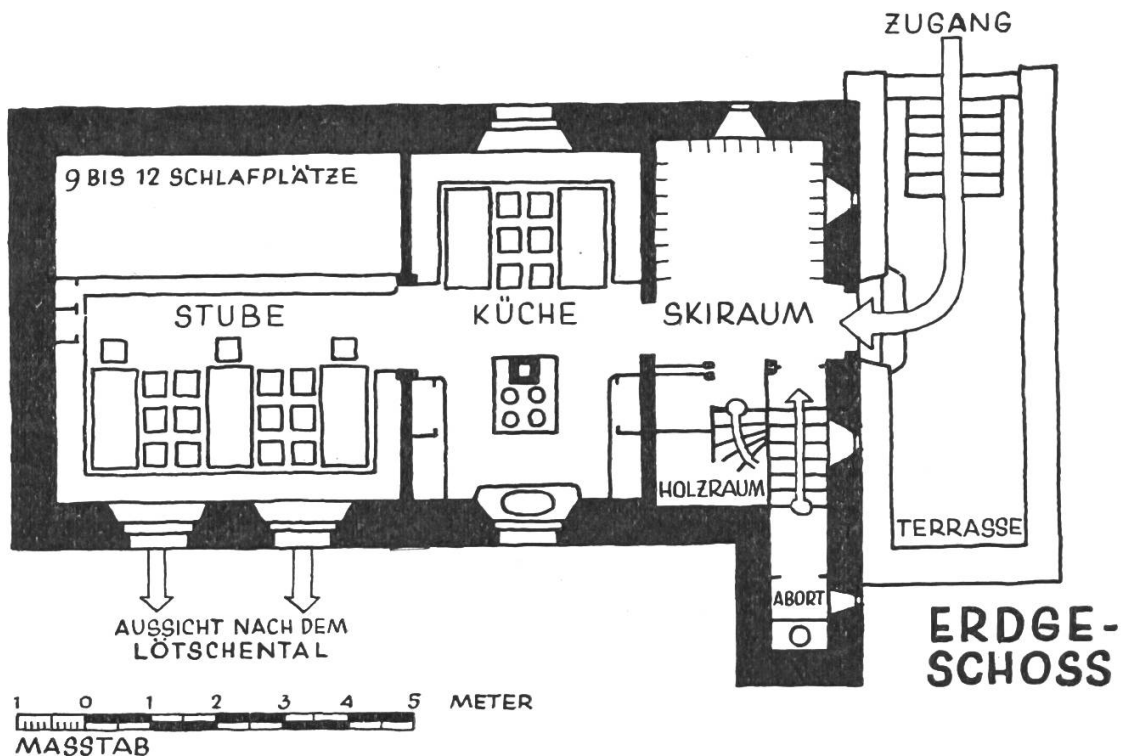 ZUGANG
9 BIS 12 SCHLAFPLÄTZE
STUBE
KÜCHE
SKIRAUM
HOLZRAUM
TERRASSE
ABORT
AUSSICHT NACH DEM
LÖTSCHENTAL
ERDGE-
SCHOSS
1 0 1 2 3 4 5 METER
MASSTAB